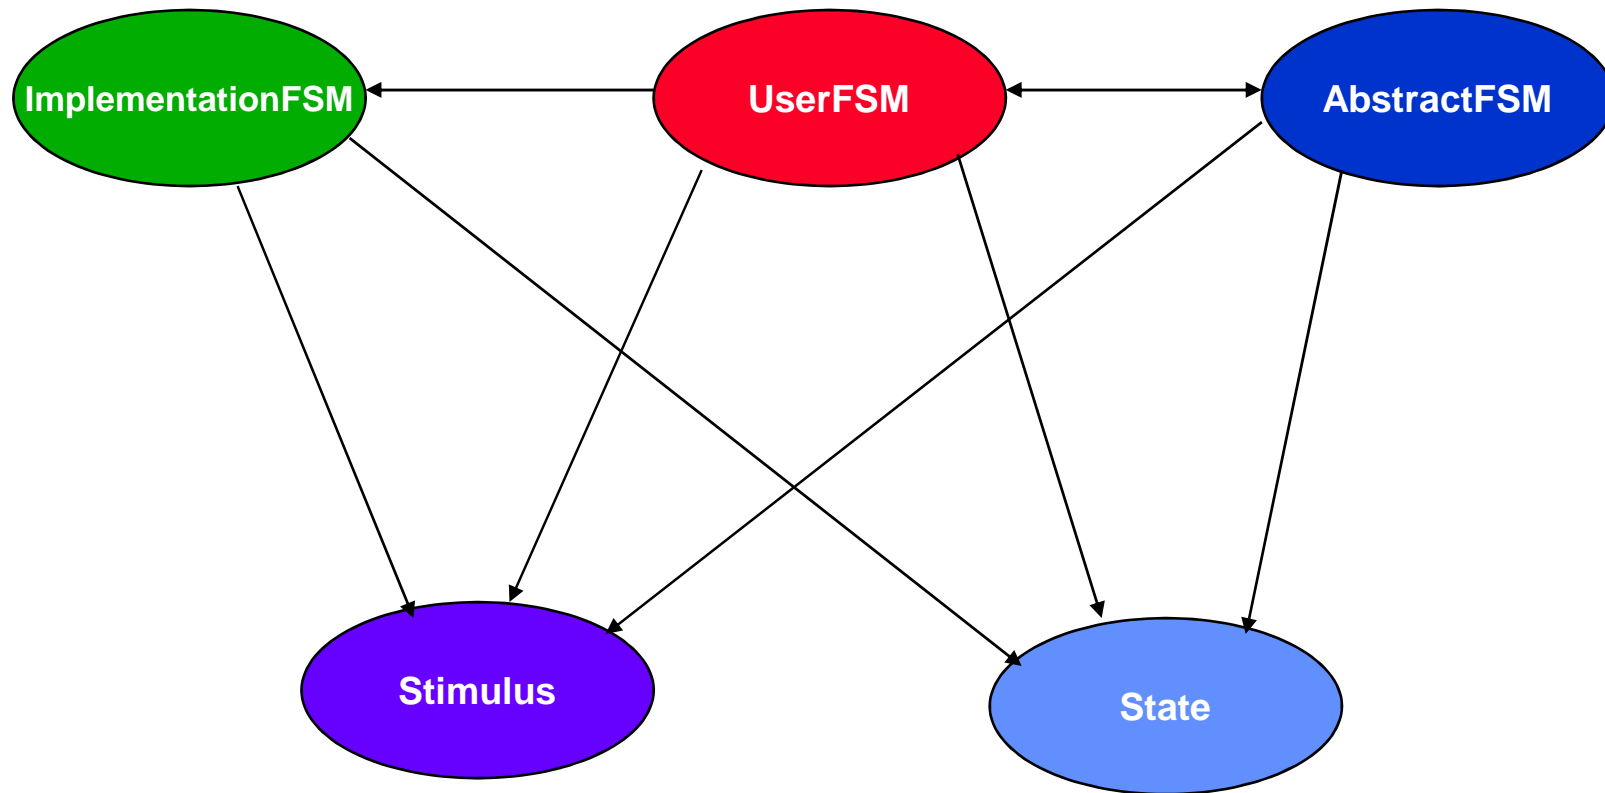 ImplementationFSM
UserFSM
AbstractFSM
Stimulus
State